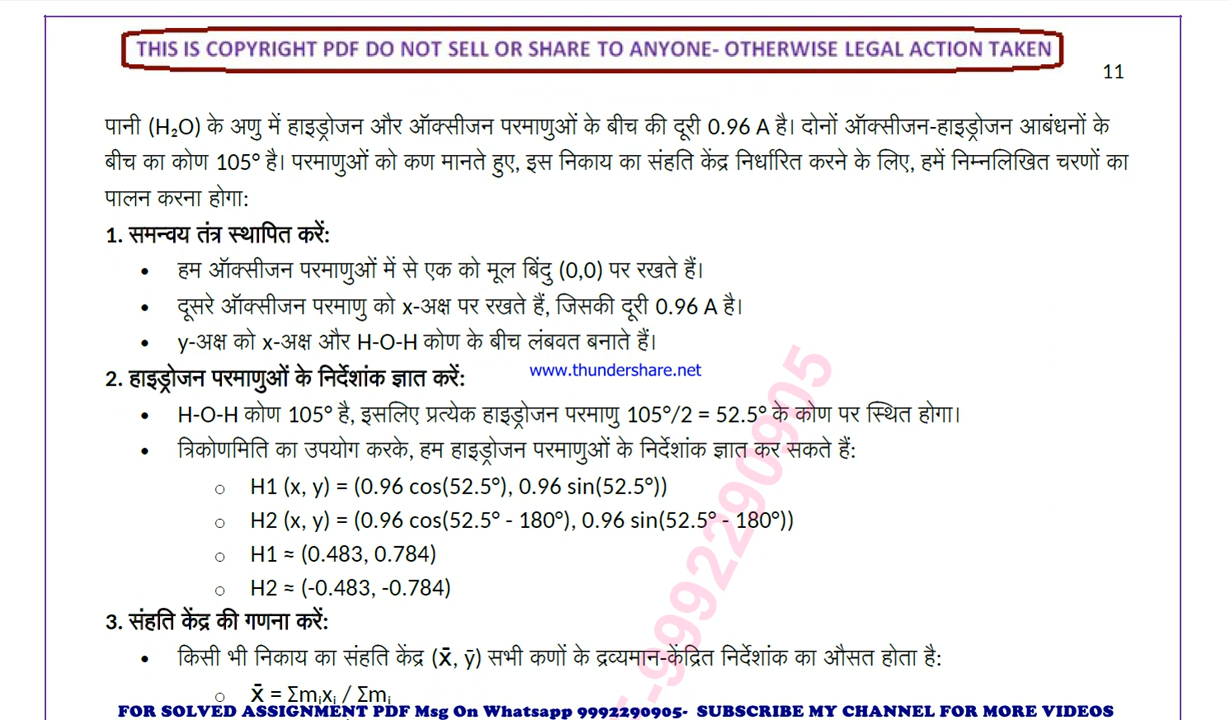 THIS IS COPYRIGHT PDF DO NOT SELL OR SHARE TO ANYONE- OTHERWISE LEGAL ACTION TAKEN
11
पानी (H₂O) के अणु में हाइड्रोजन और ऑक्सीजन परमाणुओं के बीच की दूरी 0.96 A है। दोनों ऑक्सीजन-हाइड्रोजन आबंधनों के
बीच का कोण 105° है। परमाणुओं को कण मानते हुए, इस निकाय का संहति केंद्र निर्धारित करने के लिए, हमें निम्नलिखित चरणों का
पालन करना होगा:
1. समन्वय तंत्र स्थापित करें:
• हम ऑक्सीजन परमाणुओं में से एक को मूल बिंदु (0,0) पर रखते हैं।
• दूसरे ऑक्सीजन परमाणु को x-अक्ष पर रखते हैं, जिसकी दूरी 0.96 A है।
• y-अक्ष को x-अक्ष और H-O-H कोण के बीच लंबवत बनाते हैं।
www.thundershare.net
2. हाइड्रोजन परमाणुओं के निर्देशांक ज्ञात करें:
• H-O-H कोण 105° है, इसलिए प्रत्येक हाइड्रोजन परमाणु 105°/2 = 52.5° के कोण पर स्थित होगा।
• त्रिकोणमिति का उपयोग करके, हम हाइड्रोजन परमाणुओं के निर्देशांक ज्ञात कर सकते हैं:
○ H1 (x, y) = (0.96 cos(52.5°), 0.96 sin(52.5°))
○ H2 (x, y) = (0.96 cos(52.5° - 180°), 0.96 sin(52.5° - 180°))
○ H1 ≈ (0.483, 0.784)
○ H2 ≈ (-0.483, -0.784)
3. संहति केंद्र की गणना करें:
• किसी भी निकाय का संहति केंद्र (x̄, ȳ) सभी कणों के द्रव्यमान-केंद्रित निर्देशांक का औसत होता है:
○ x̄ = Σmᵢxᵢ / Σmᵢ
-9992290905
FOR SOLVED ASSIGNMENT PDF Msg On Whatsapp 9992290905- SUBSCRIBE MY CHANNEL FOR MORE VIDEOS